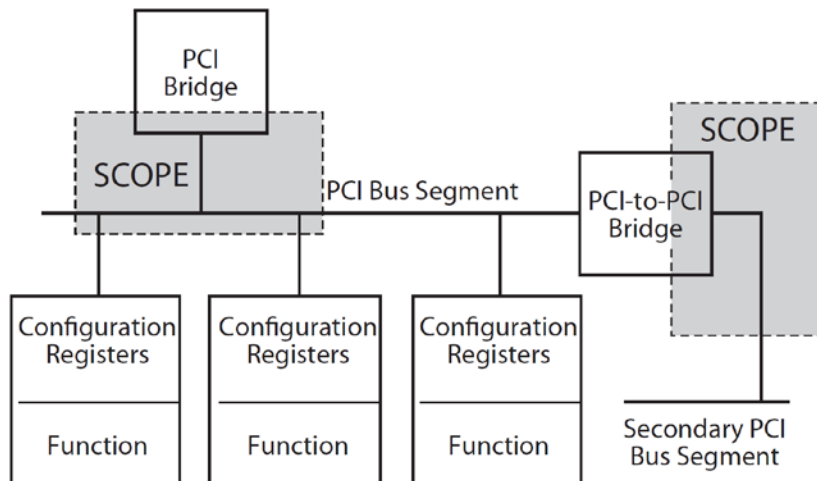 PCI
Bridge
SCOPE
SCOPE
PCI Bus Segment
PCI-to-PCI
Bridge
Configuration
Registers
Function
Configuration
Registers
Function
Configuration
Registers
Function
Secondary PCI
Bus Segment